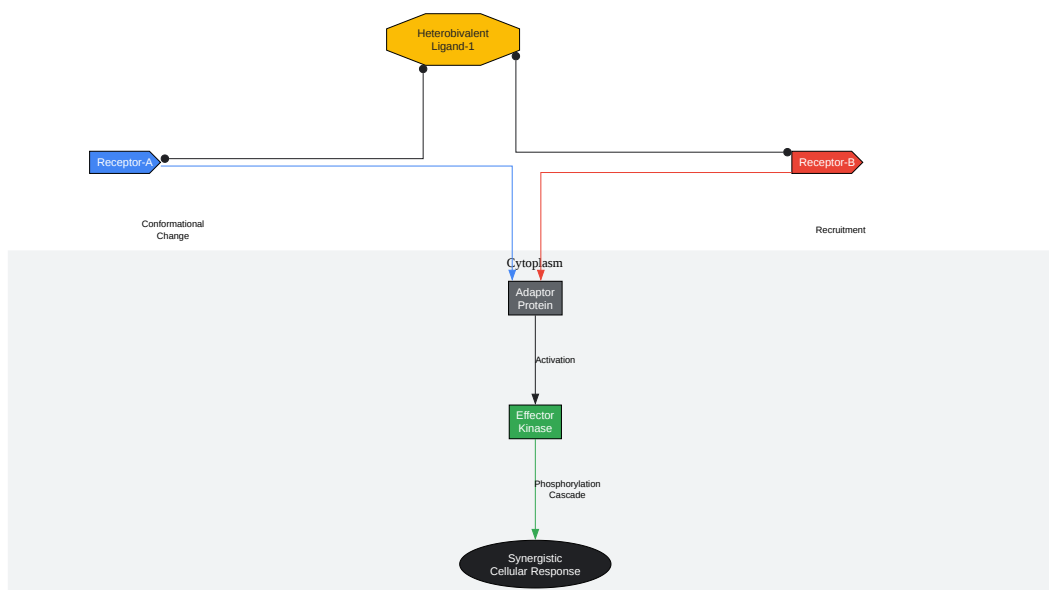 Heterobivalent
Ligand-1
Receptor-A
Receptor-B
Conformational
Change
Recruitment
Cytoplasm
Adaptor
Protein
Activation
Effector
Kinase
Phosphorylation
Cascade
Synergistic
Cellular Response